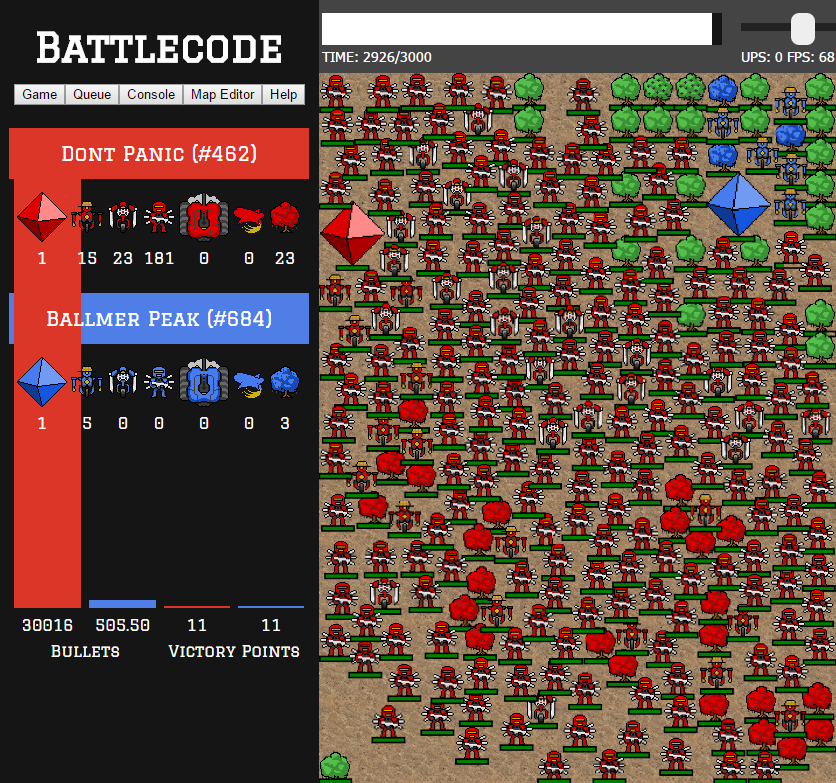 BATTLECODE
Game Queue Console Map Editor Help
TIME: 2926/3000
UPS: 0 FPS: 68
DONT PANIC (#462)
1 15 23 181 0 0 23
BALLMER PEAK (#684)
1 5 0 0 0 0 3
30016 505.50 11 11
BULLETS VICTORY POINTS